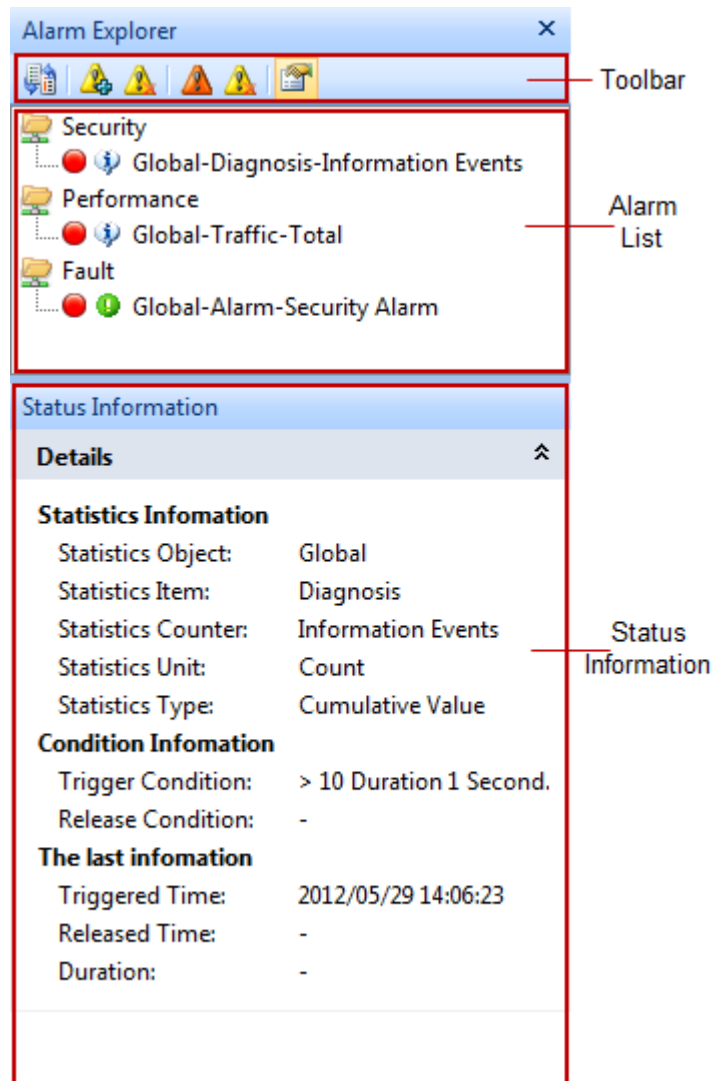 Alarm Explorer
Toolbar
Security
Global-Diagnosis-Information Events
Performance
Global-Traffic-Total
Fault
Global-Alarm-Security Alarm
Alarm
List
Status Information
Details
Statistics Infomation
Statistics Object: Global
Statistics Item: Diagnosis
Statistics Counter: Information Events
Statistics Unit: Count
Statistics Type: Cumulative Value
Condition Infomation
Trigger Condition: > 10 Duration 1 Second.
Release Condition: -
The last infomation
Triggered Time: 2012/05/29 14:06:23
Released Time: -
Duration: -
Status
Information